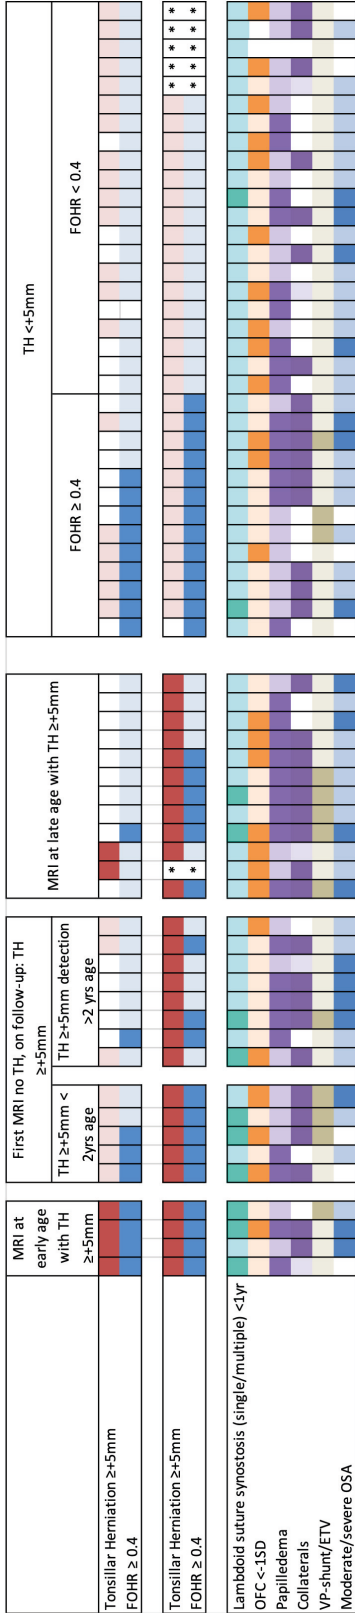 MRI at
early age
with TH
≥+5mm
First MRI no TH, on follow-up: TH
≥+5mm
TH ≥+5mm <
2yrs age
TH ≥+5mm detection
>2 yrs age
MRI at late age with TH ≥+5mm
TH <+5mm
FOHR ≥ 0.4
FOHR < 0.4
Tonsillar Herniation ≥+5mm
FOHR ≥ 0.4
Tonsillar Herniation ≥+5mm
* * * * * *
FOHR ≥ 0.4
* * * * * *
Lambdoid suture synostosis (single/multiple) <1yr
OFC <-1SD
Papilledema
Collaterals
VP-shunt/ETV
Moderate/severe OSA